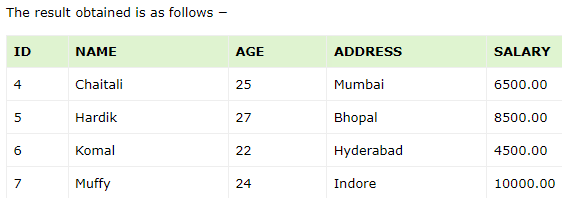 The result obtained is as follows −
ID NAME AGE ADDRESS SALARY
4 Chaitali 25 Mumbai 6500.00
5 Hardik 27 Bhopal 8500.00
6 Komal 22 Hyderabad 4500.00
7 Muffy 24 Indore 10000.00